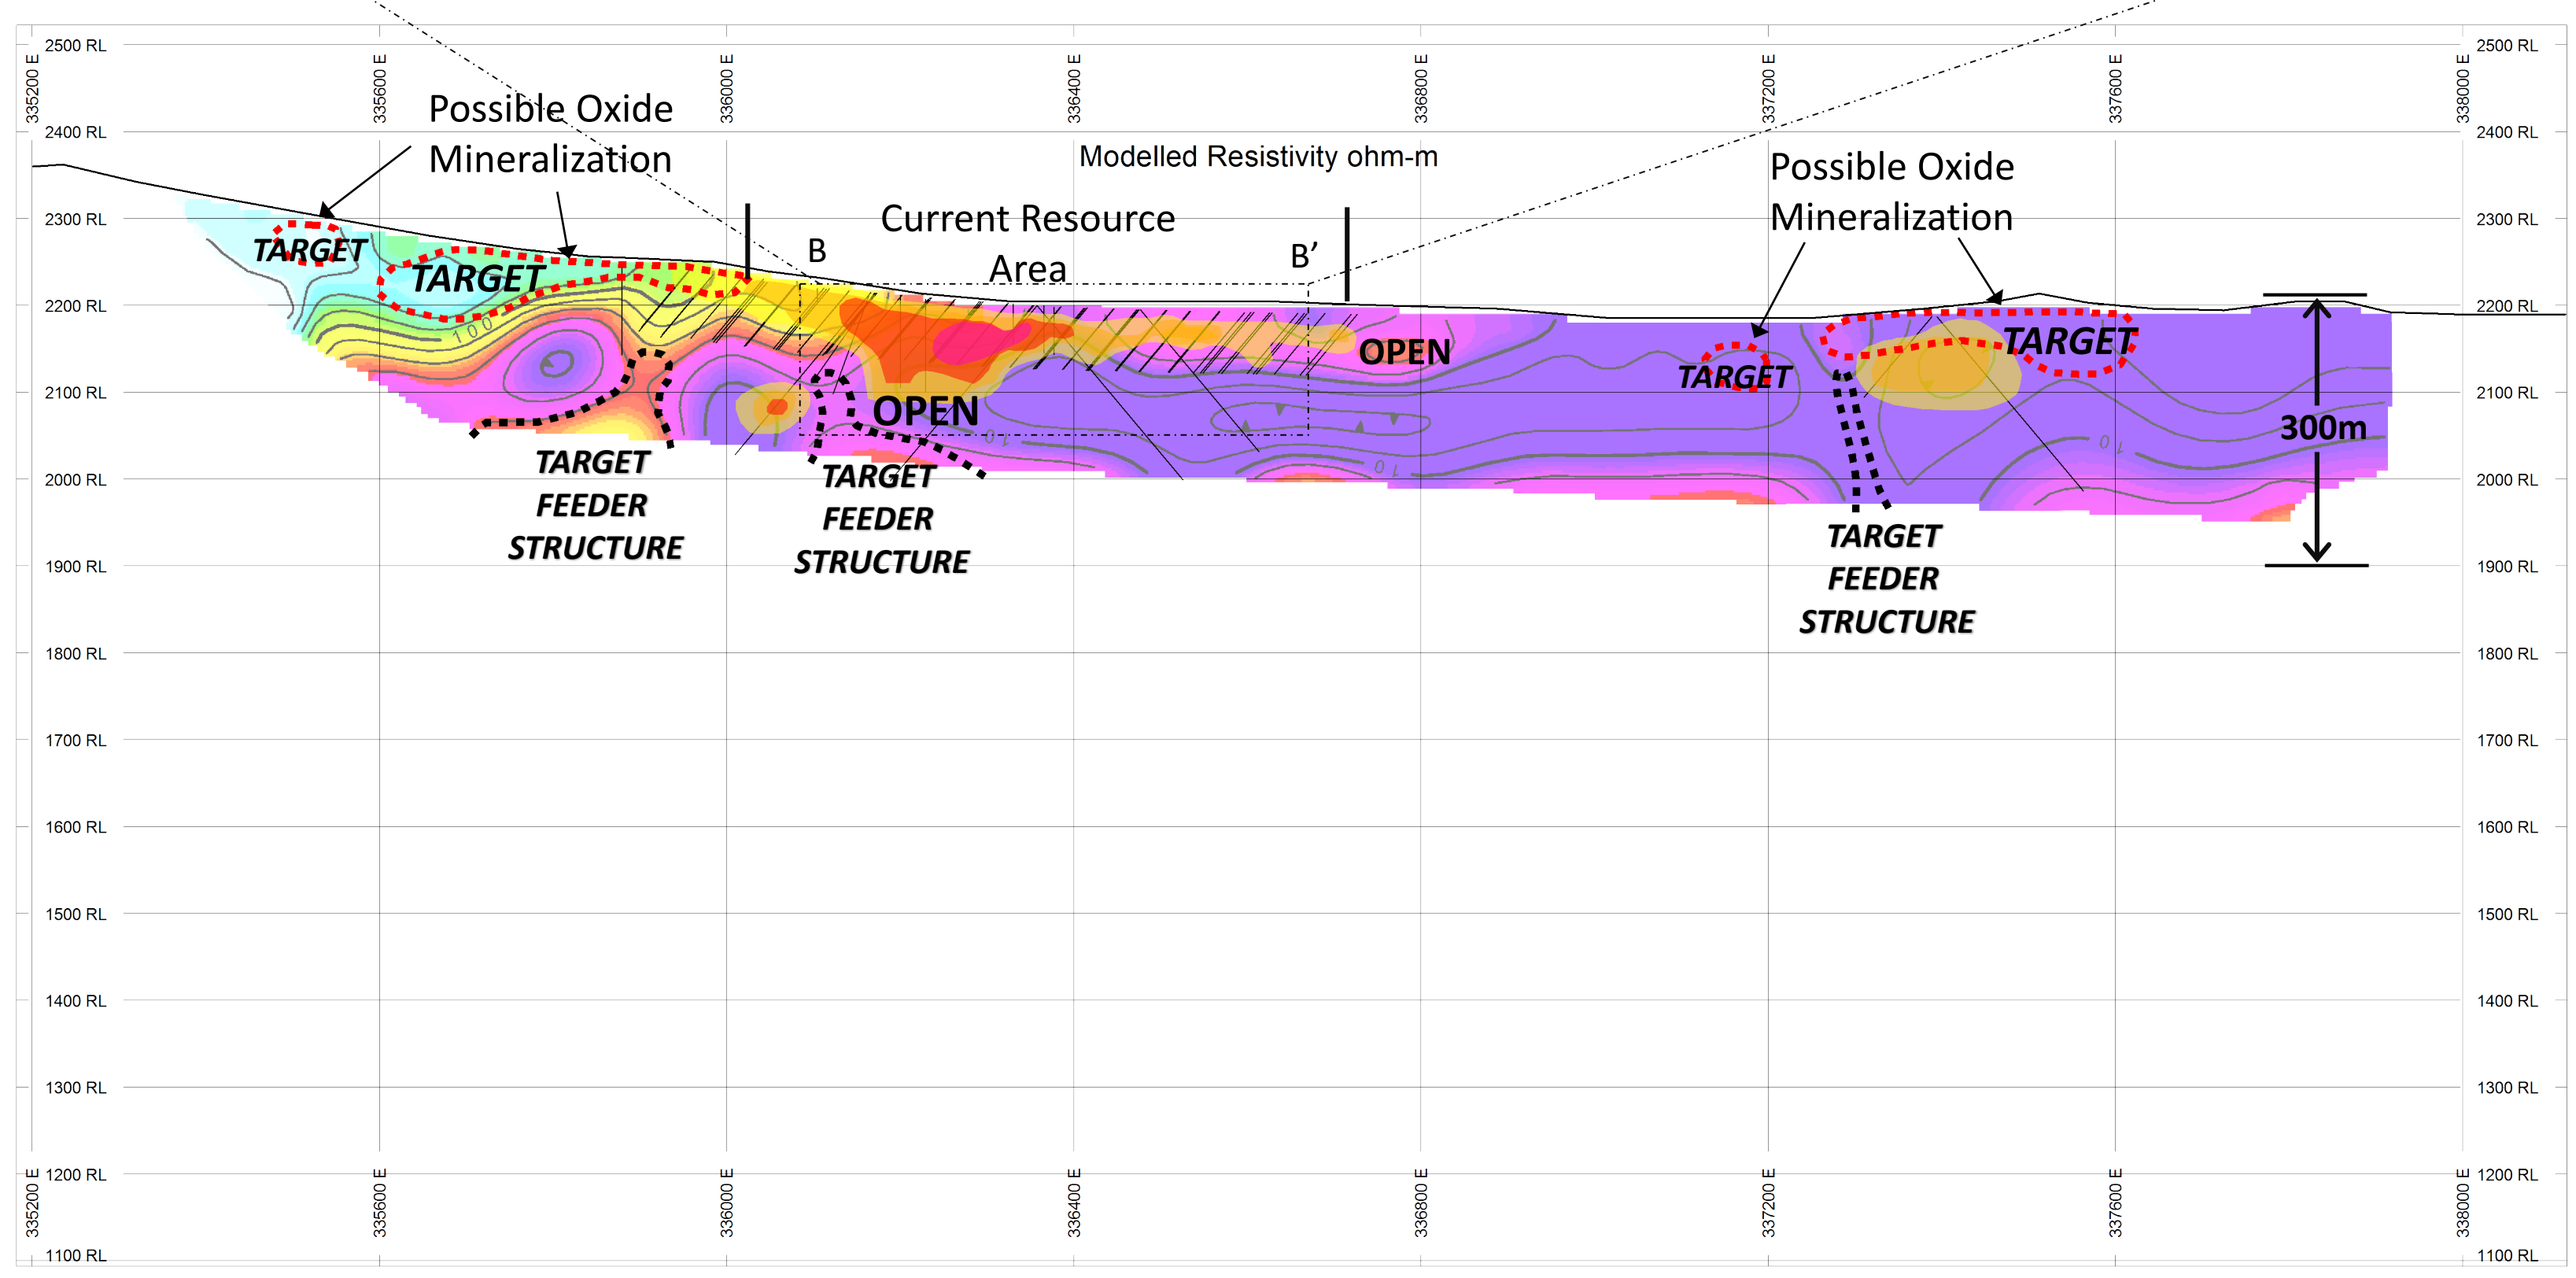 2500 RL
2500 RL
335200 E
335600 E
336000 E
336400 E
336800 E
337200 E
337600 E
338000 E
2400 RL
2400 RL
Possible Oxide
Mineralization
Modelled Resistivity ohm-m
Possible Oxide
Mineralization
2300 RL
2300 RL
Current Resource
Area
B
B’
TARGET
TARGET
2200 RL
2200 RL
100
TARGET
OPEN
TARGET
2100 RL
2100 RL
OPEN
10
10
10
300m
TARGET
FEEDER
STRUCTURE
TARGET
FEEDER
STRUCTURE
2000 RL
2000 RL
TARGET
FEEDER
STRUCTURE
1900 RL
1900 RL
1800 RL
1800 RL
1700 RL
1700 RL
1600 RL
1600 RL
1500 RL
1500 RL
1400 RL
1400 RL
1300 RL
1300 RL
1200 RL
1200 RL
335200 E
335600 E
336000 E
336400 E
336800 E
337200 E
337600 E
338000 E
1100 RL
1100 RL